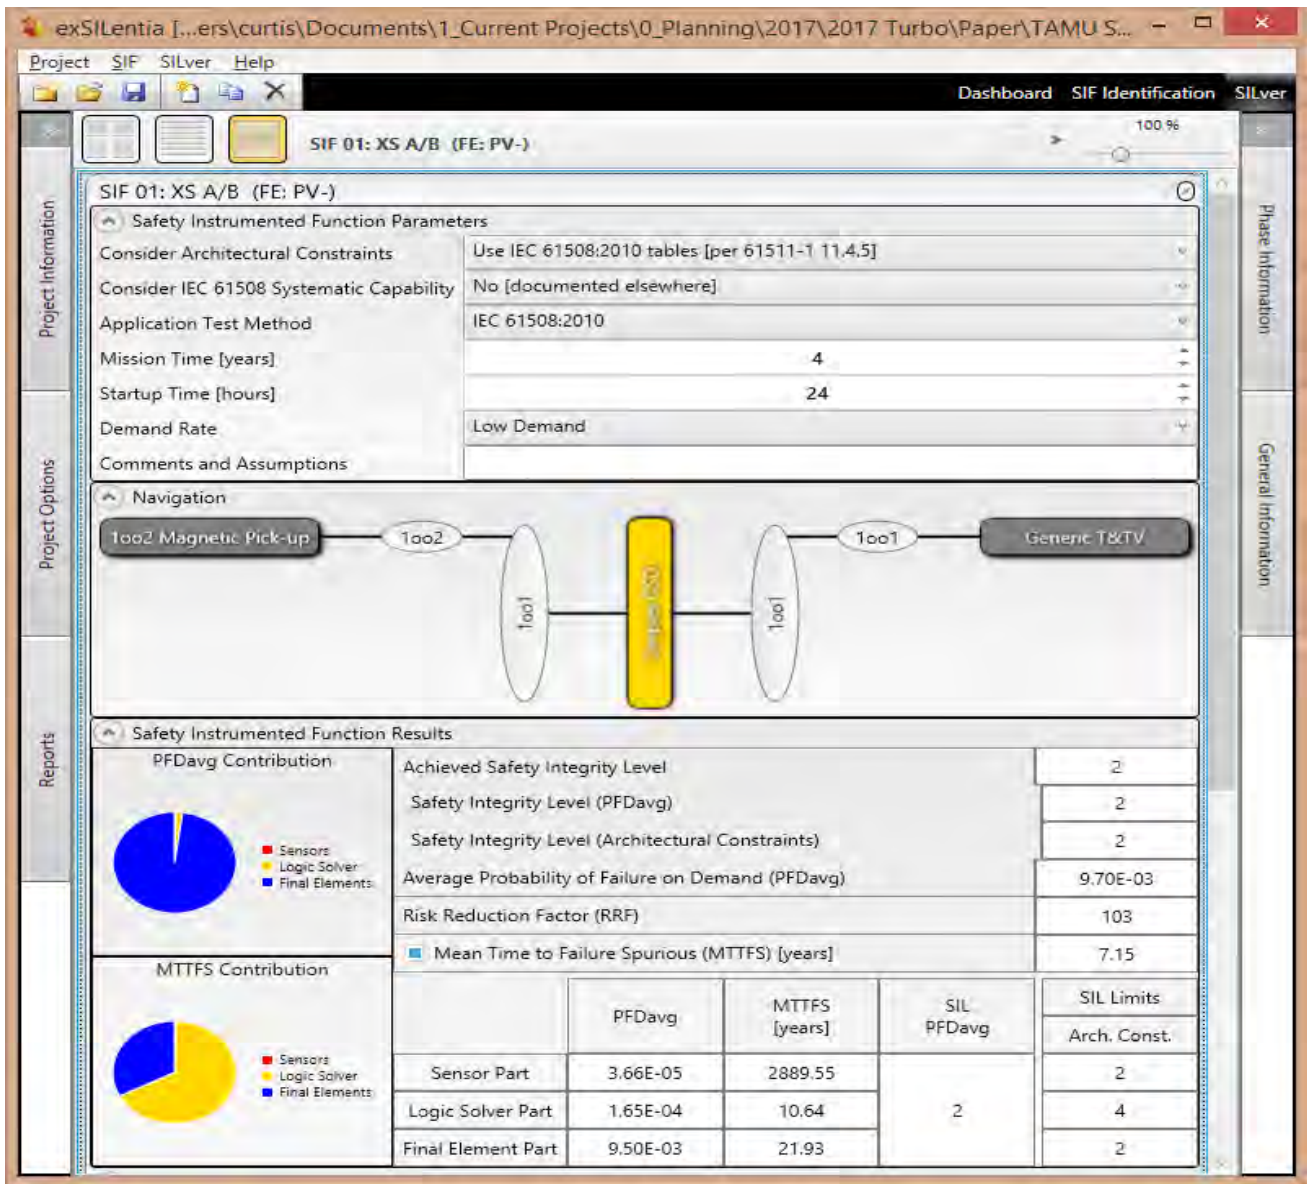 exSILentia [...ers\curtis\Documents\1_Current Projects\0_Planning\2017\2017 Turbo\Paper\TAMU S...
Project SIF SILver Help
Dashboard SIF Identification SILver
SIF 01: XS A/B (FE: PV-)
100 %
Project Information
Project Options
Reports
Phase Information
General Information
SIF 01: XS A/B (FE: PV-)
Safety Instrumented Function Parameters
Consider Architectural Constraints Use IEC 61508:2010 tables [per 61511-1 11.4.5]
Consider IEC 61508 Systematic Capability No [documented elsewhere]
Application Test Method IEC 61508:2010
Mission Time [years] 4
Startup Time [hours] 24
Demand Rate Low Demand
Comments and Assumptions
Navigation
1oo2 Magnetic Pick-up 1oo2 1oo1 1oo1 1oo1 Generic T&TV
Safety Instrumented Function Results
PFDavg Contribution
Sensors
Logic Solver
Final Elements
Achieved Safety Integrity Level 2
Safety Integrity Level (PFDavg) 2
Safety Integrity Level (Architectural Constraints) 2
Average Probability of Failure on Demand (PFDavg) 9.70E-03
Risk Reduction Factor (RRF) 103
Mean Time to Failure Spurious (MTTFS) [years] 7.15
MTTFS Contribution
Sensors
Logic Solver
Final Elements
PFDavg MTTFS [years] SIL PFDavg SIL Limits
Arch. Const.
Sensor Part 3.66E-05 2889.55 2
Logic Solver Part 1.65E-04 10.64 2 4
Final Element Part 9.50E-03 21.93 2